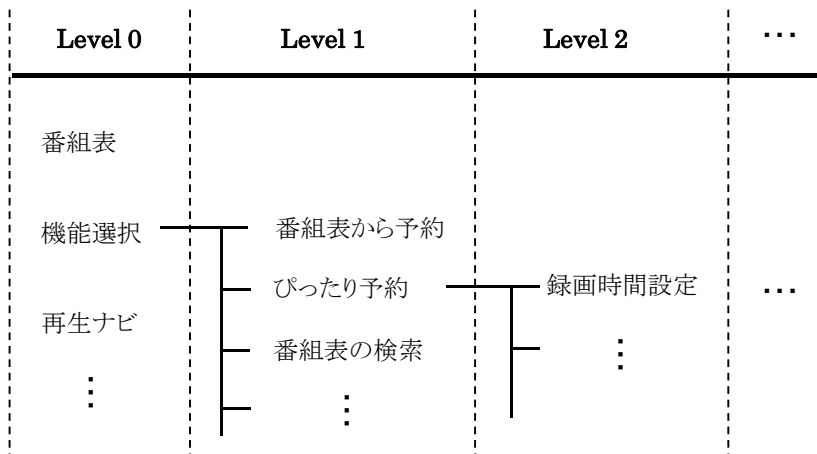 Level 0 Level 1 Level 2 …
番組表
機能選択 番組表から予約
ぴったり予約 録画時間設定 …
再生ナビ
番組表の検索 ⋮
⋮ ⋮